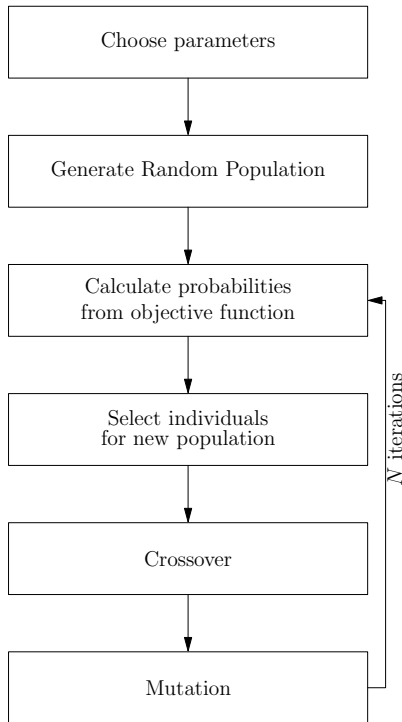 Choose parameters
Generate Random Population
Calculate probabilities
from objective function
Select individuals
for new population
N iterations
Crossover
Mutation